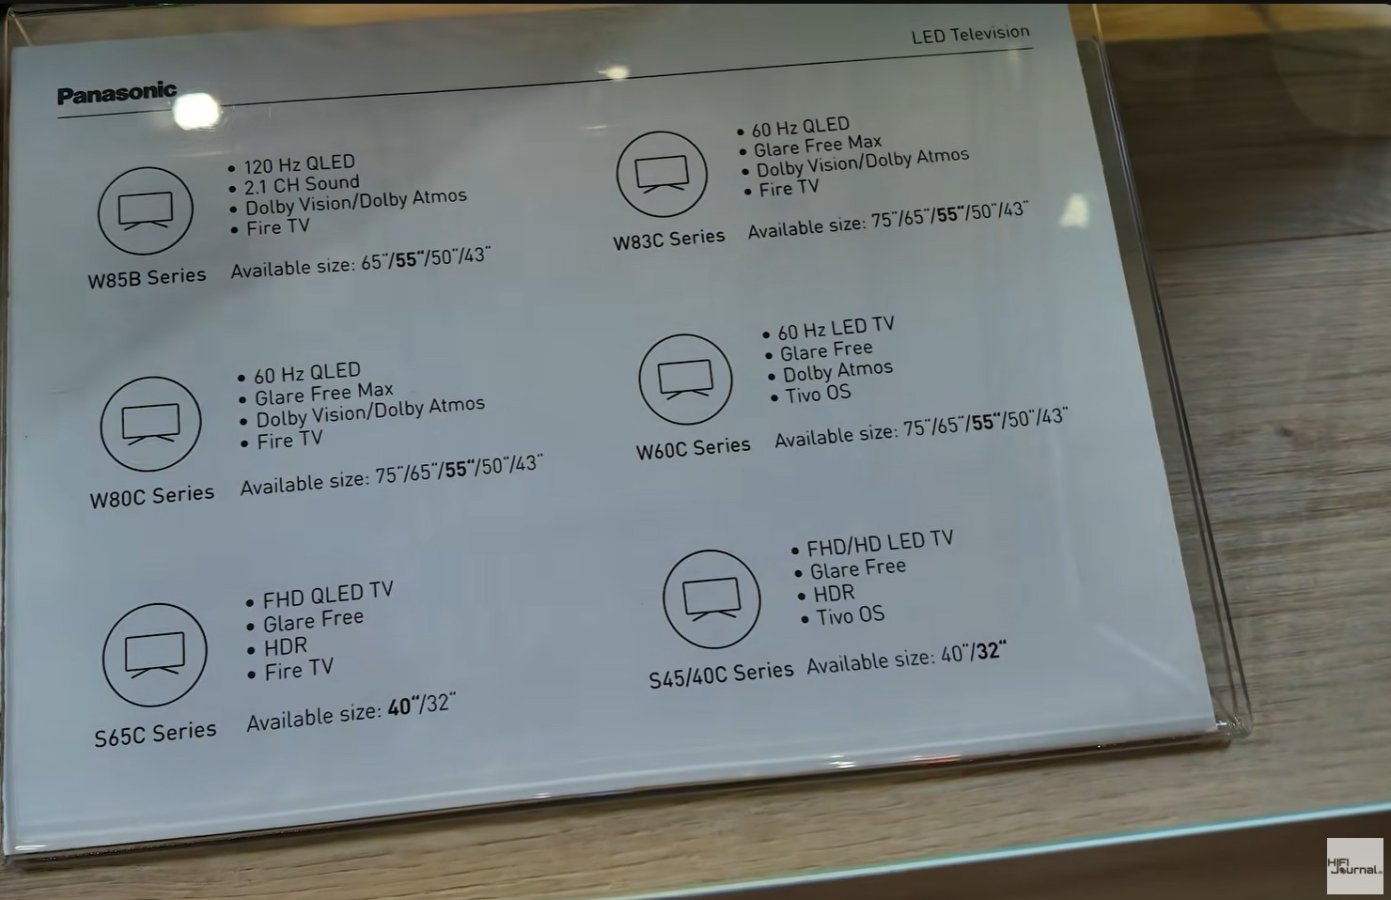 Panasonic
LED Television
• 120 Hz QLED
• 2.1 CH Sound
• Dolby Vision/Dolby Atmos
• Fire TV
W85B Series
Available size: 65"/55"/50"/43"
• 60 Hz QLED
• Glare Free Max
• Dolby Vision/Dolby Atmos
• Fire TV
W83C Series
Available size: 75"/65"/55"/50"/43"
• 60 Hz QLED
• Glare Free Max
• Dolby Vision/Dolby Atmos
• Fire TV
W80C Series
Available size: 75"/65"/55"/50"/43"
• 60 Hz LED TV
• Glare Free
• Dolby Atmos
• Tivo OS
W60C Series
Available size: 75"/65"/55"/50"/43"
• FHD QLED TV
• Glare Free
• HDR
• Fire TV
S65C Series
Available size: 40"/32"
• FHD/HD LED TV
• Glare Free
• HDR
• Tivo OS
S45/40C Series
Available size: 40"/32"
HIFI
Journal